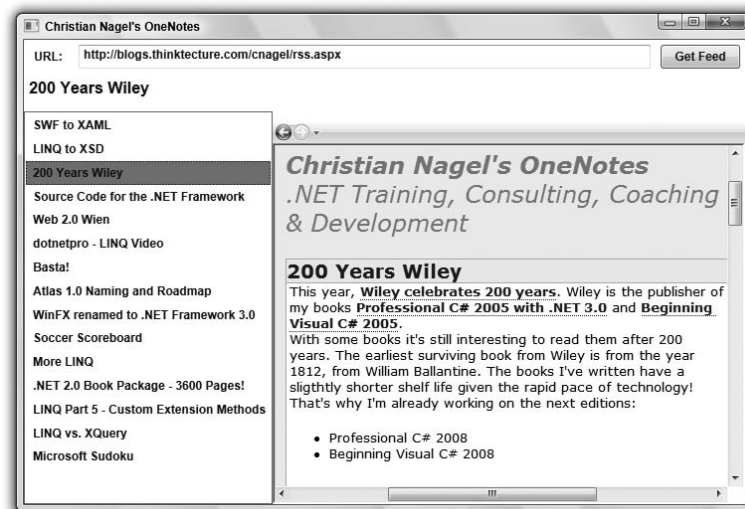 Christian Nagel's OneNotes
URL: http://blogs.thinktecture.com/cnagel/rss.aspx Get Feed
200 Years Wiley
SWF to XAML
LINQ to XSD
200 Years Wiley
Source Code for the .NET Framework
Web 2.0 Wien
dotnetpro - LINQ Video
Basta!
Atlas 1.0 Naming and Roadmap
WinFX renamed to .NET Framework 3.0
Soccer Scoreboard
More LINQ
.NET 2.0 Book Package - 3600 Pages!
LINQ Part 5 - Custom Extension Methods
LINQ vs. XQuery
Microsoft Sudoku
Christian Nagel's OneNotes
.NET Training, Consulting, Coaching
& Development
200 Years Wiley
This year, Wiley celebrates 200 years. Wiley is the publisher of
my books Professional C# 2005 with .NET 3.0 and Beginning
Visual C# 2005.
With some books it's still interesting to read them after 200
years. The earliest surviving book from Wiley is from the year
1812, from William Ballantine. The books I've written have a
sligthtly shorter shelf life given the rapid pace of technology!
That's why I'm already working on the next editions:
• Professional C# 2008
• Beginning Visual C# 2008